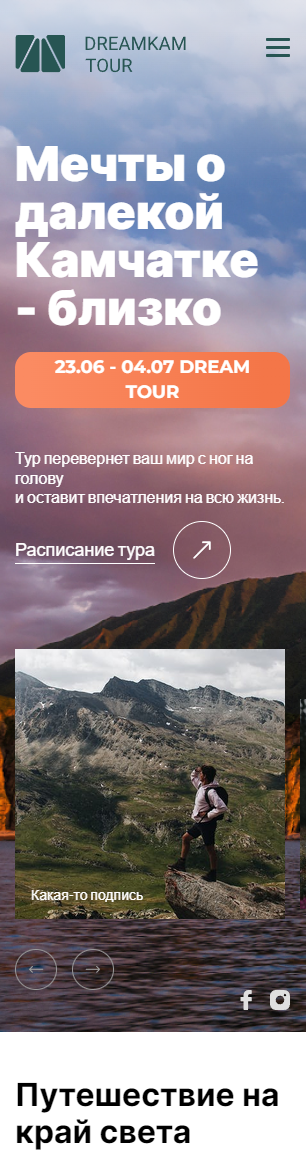 DREAMKAM
TOUR
Мечты о
далекой
Камчатке
- близко
23.06 - 04.07 DREAM
TOUR
Тур перевернет ваш мир с ног на
голову
и оставит впечатления на всю жизнь.
Расписание тура
Какая-то подпись
Путешествие на
край света